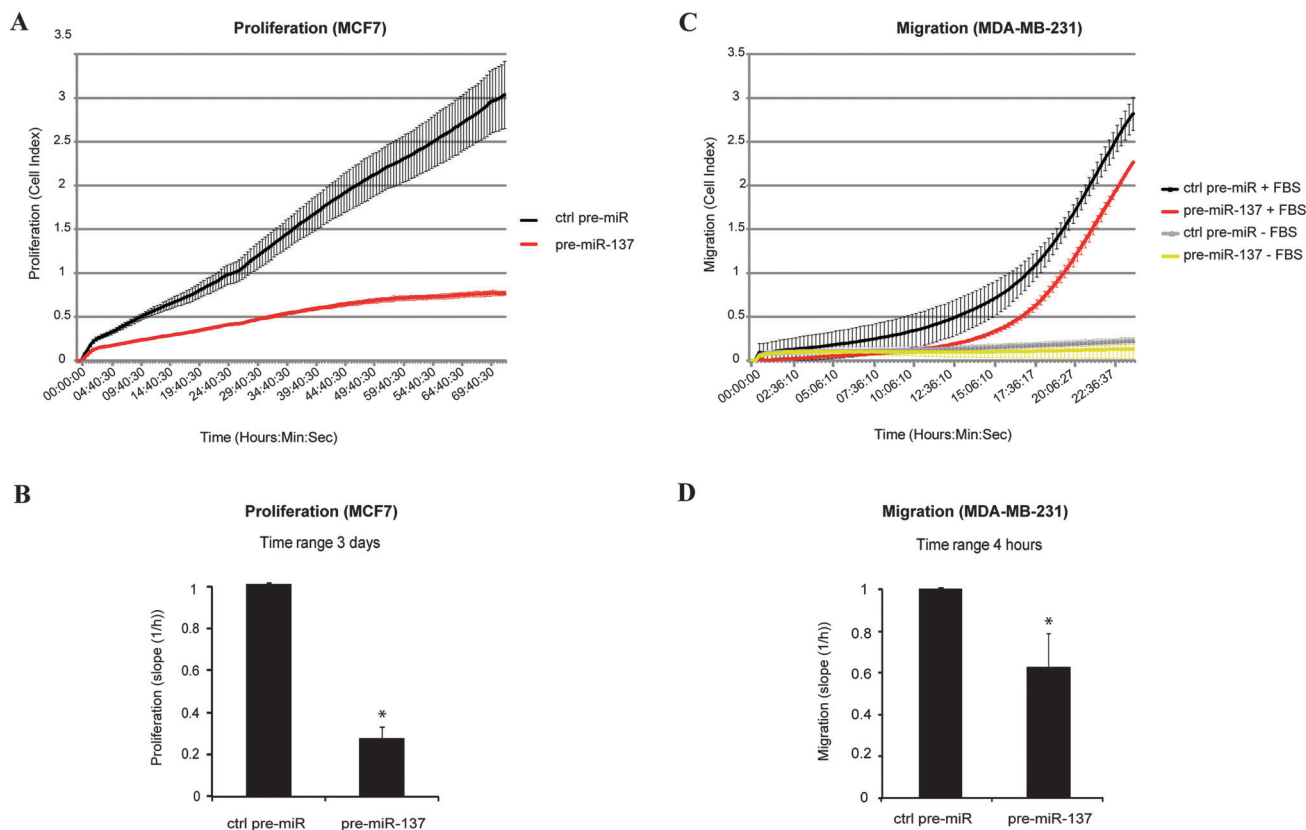 A
Proliferation (MCF7)
3.5
3
2.5
2
1.5
1
0.5
0
Proliferation (Cell Index)
00:00:00
04:40:30
09:40:30
14:40:30
19:40:30
24:40:30
29:40:30
34:40:30
39:40:30
44:40:30
49:40:30
54:40:30
64:40:30
69:40:30
Time (Hours:Min:Sec)
ctrl pre-miR
pre-miR-137
C
Migration (MDA-MB-231)
3.5
3
2.5
2
1.5
1
0.5
0
Migration (Cell Index)
00:00:00
02:36:10
05:06:10
07:36:10
10:06:10
12:36:10
15:06:10
17:36:17
20:06:27
22:36:37
Time (Hours:Min:Sec)
ctrl pre-miR + FBS
pre-miR-137 + FBS
ctrl pre-miR - FBS
pre-miR-137 - FBS
B
Proliferation (MCF7)
Time range 3 days
Proliferation (slope (1/h))
1
0.8
0.6
0.4
0.2
0
*
ctrl pre-miR
pre-miR-137
D
Migration (MDA-MB-231)
Time range 4 hours
Migration (slope (1/h))
1
0.8
0.6
0.4
0.2
0
*
ctrl pre-miR
pre-miR-137